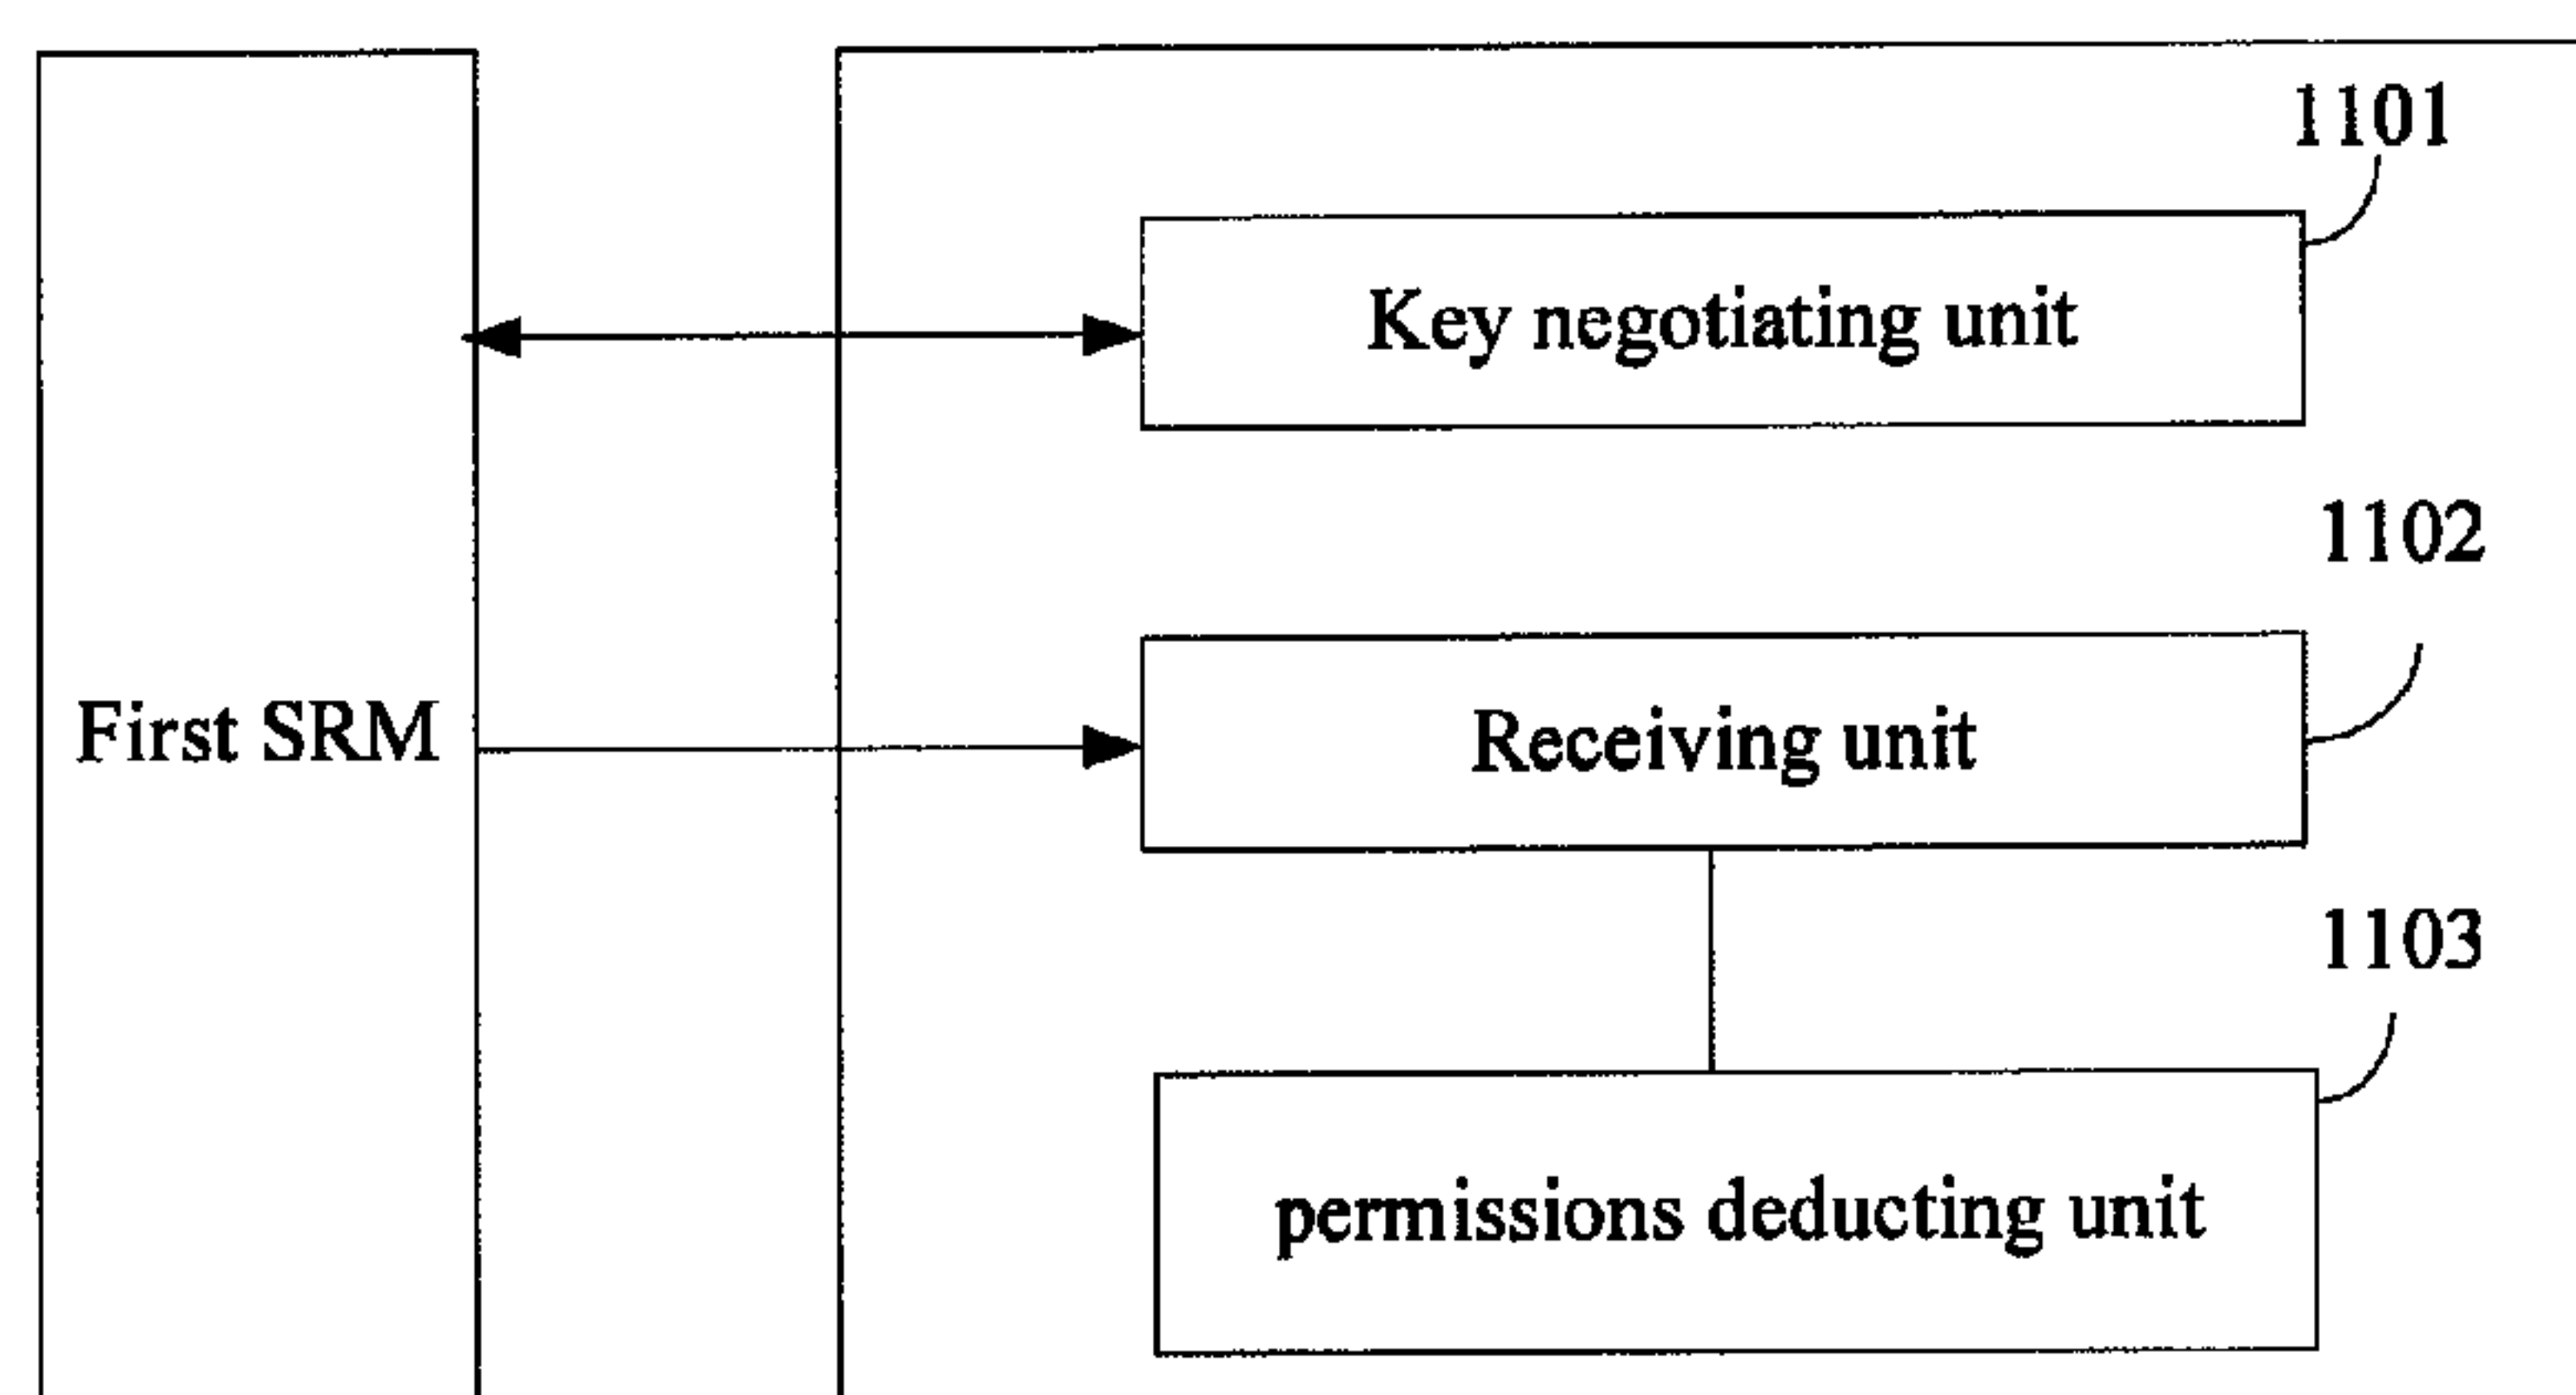 1101
Key negotiating unit
1102
First SRM
Receiving unit
1103
permissions deducting unit